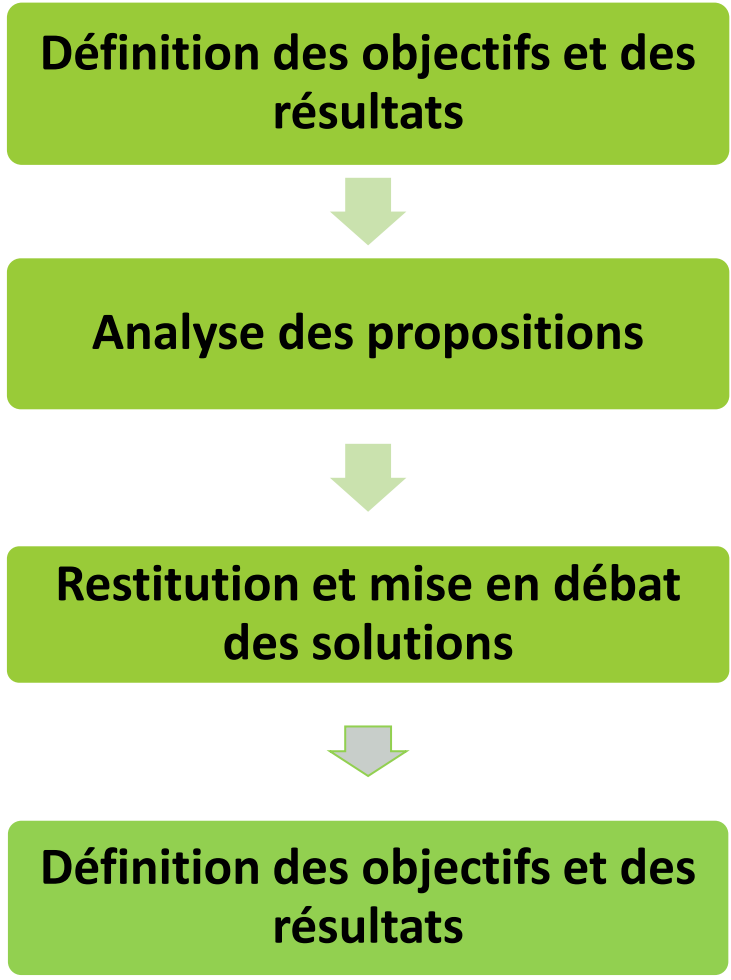 Définition des objectifs et des
résultats
Analyse des propositions
Restitution et mise en débat
des solutions
Définition des objectifs et des
résultats